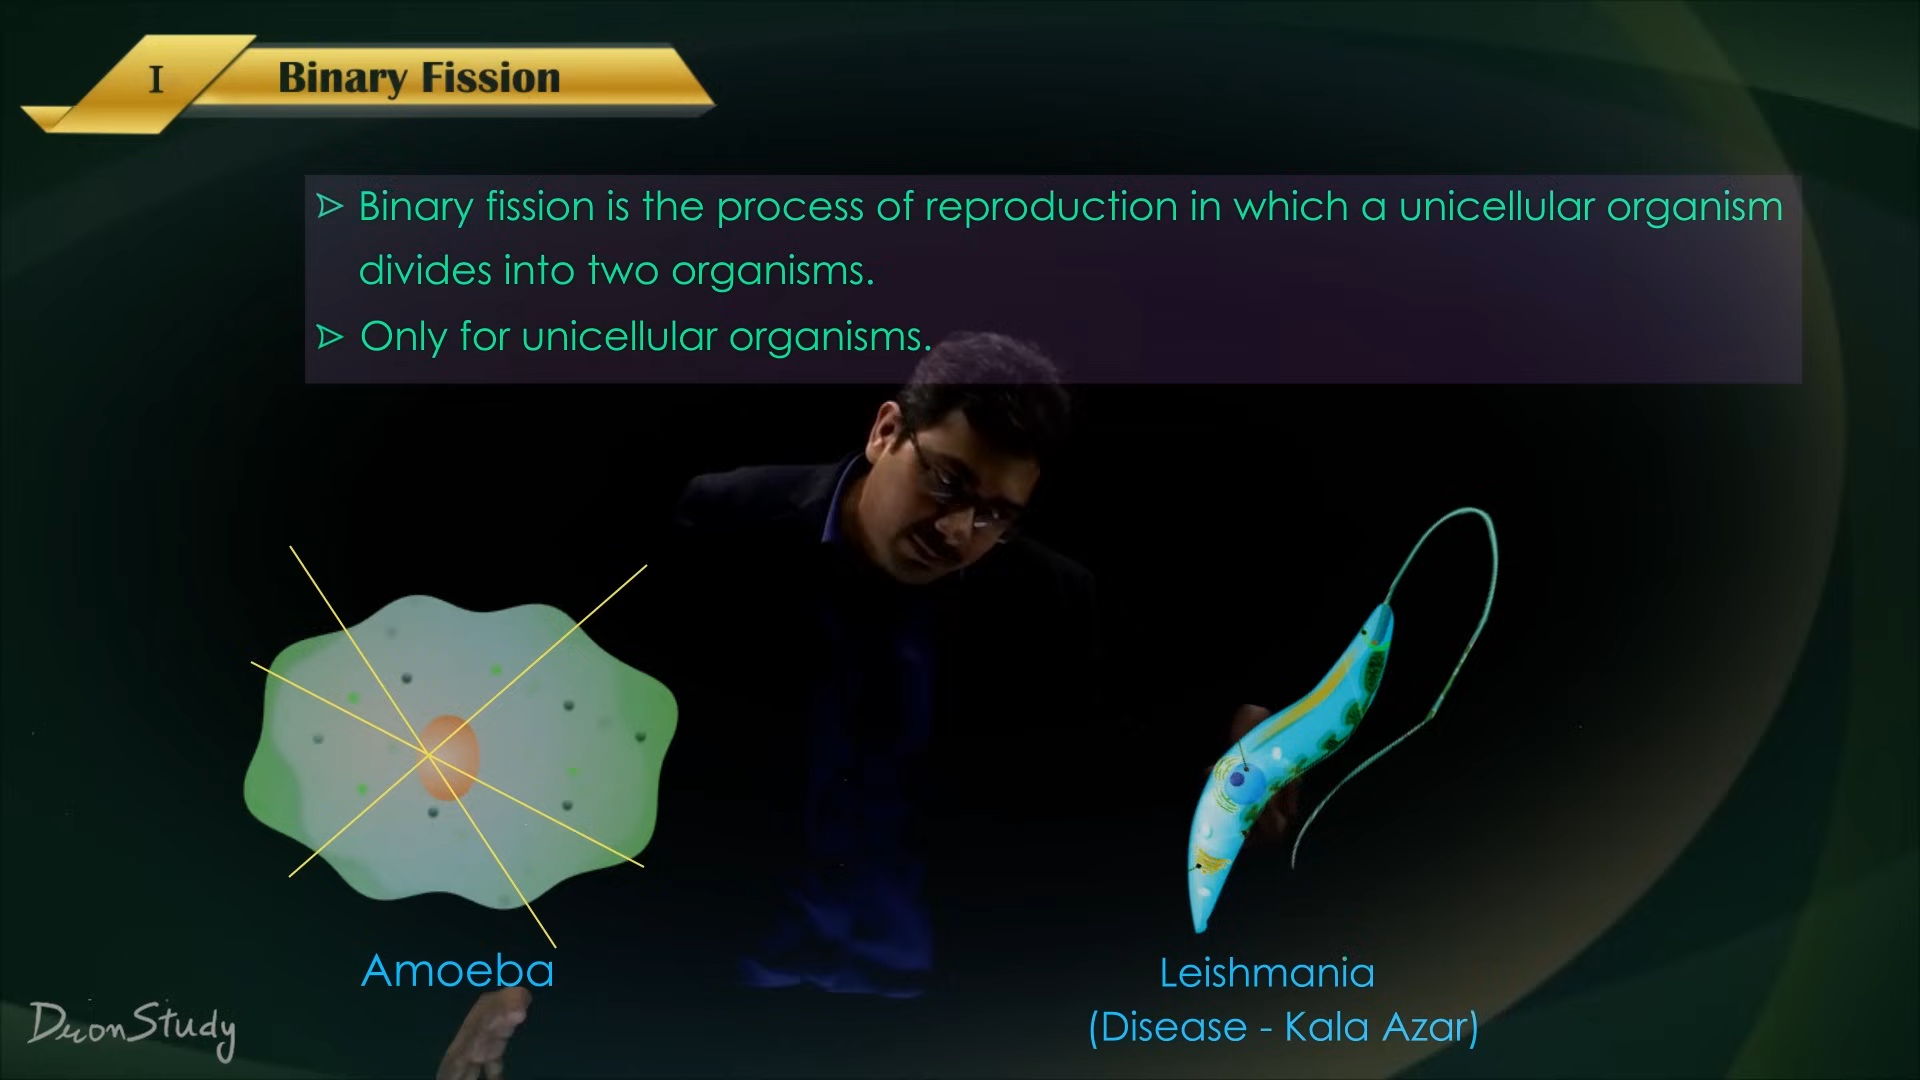 I
Binary Fission
Binary fission is the process of reproduction in which a unicellular organism
divides into two organisms.
Only for unicellular organisms.
Amoeba
Leishmania
(Disease - Kala Azar)
DronStudy